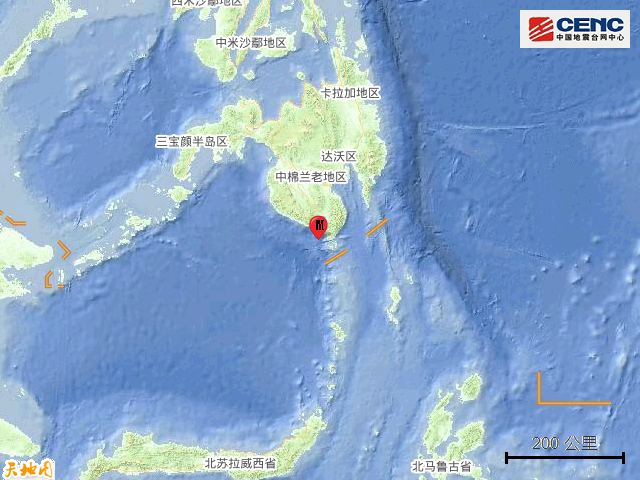 西米沙鄢地区
CENC
中国地震台网中心
中米沙鄢地区
卡拉加地区
三宝颜半岛区
达沃区
中棉兰老地区
M
200 公里
北苏拉威西省
北马鲁古省
天地图